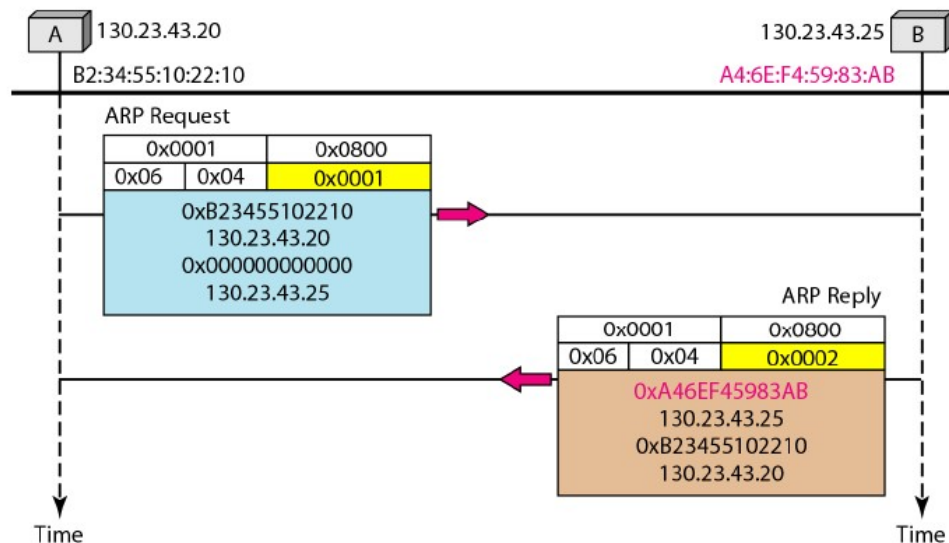 A 130.23.43.20
130.23.43.25 B
B2:34:55:10:22:10
A4:6E:F4:59:83:AB
ARP Request
0x0001 0x0800
0x06 0x04 0x0001
0xB23455102210
130.23.43.20
0x000000000000
130.23.43.25
ARP Reply
0x0001 0x0800
0x06 0x04 0x0002
0xA46EF45983AB
130.23.43.25
0xB23455102210
130.23.43.20
Time
Time